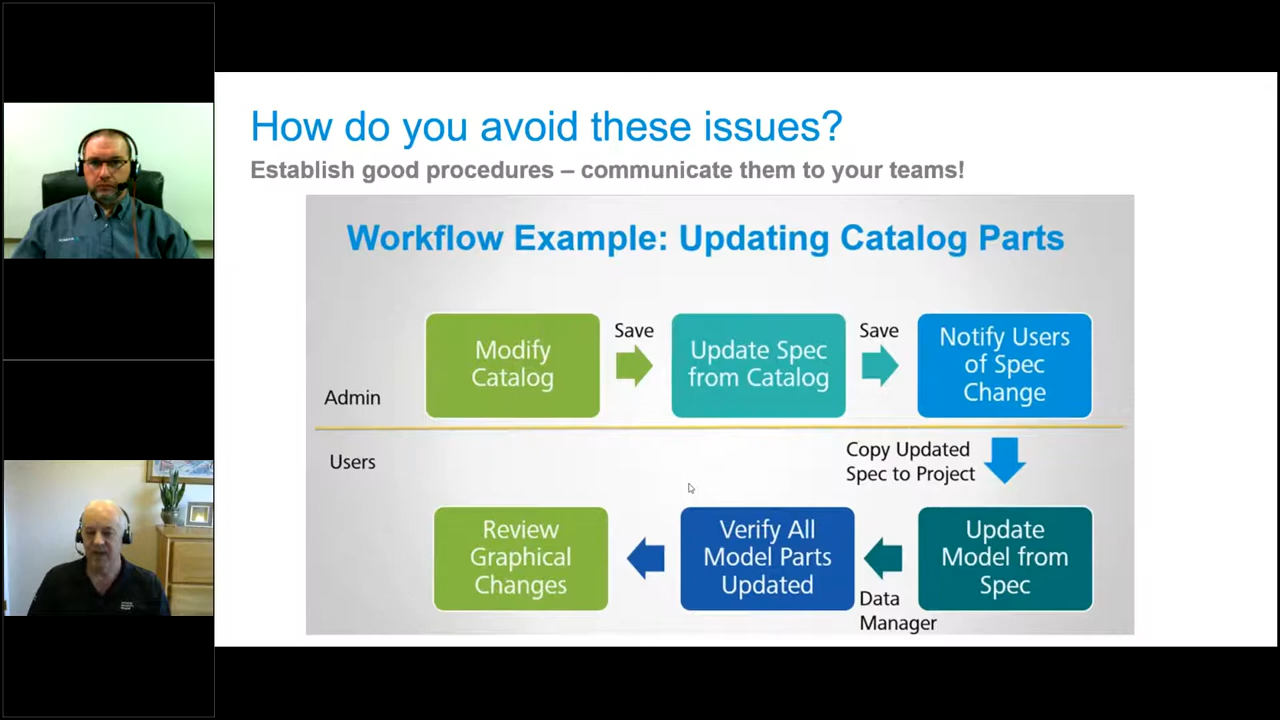 How do you avoid these issues?
Establish good procedures – communicate them to your teams!
Workflow Example: Updating Catalog Parts
Modify
Catalog
Save
Update Spec
from Catalog
Save
Notify Users
of Spec
Change
Admin
Users
Copy Updated
Spec to Project
Review
Graphical
Changes
Verify All
Model Parts
Updated
Data
Manager
Update
Model from
Spec